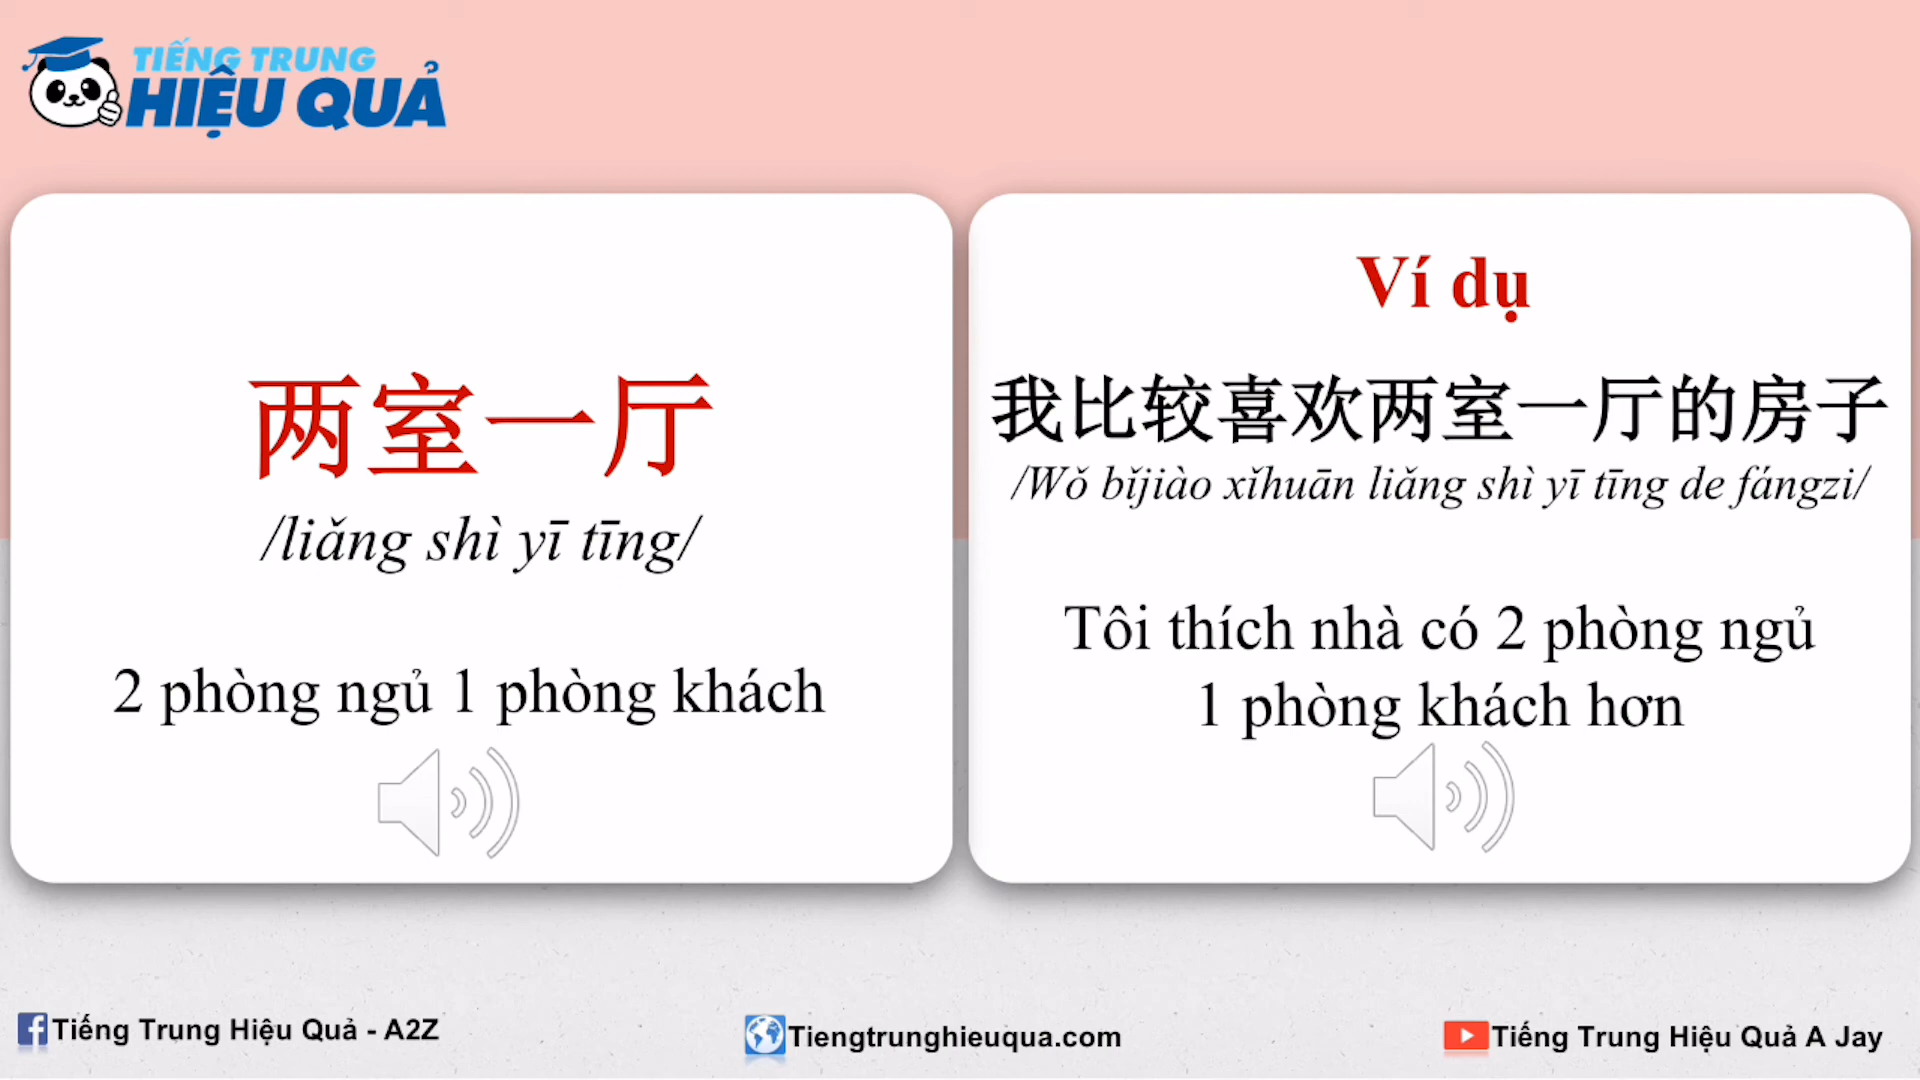 TIẾNG TRUNG
HIỆU QUẢ
两室一厅
/liǎng shì yī tīng/
2 phòng ngủ 1 phòng khách
Ví dụ
我比较喜欢两室一厅的房子
/Wǒ bǐjiào xǐhuān liǎng shì yī tīng de fángzi/
Tôi thích nhà có 2 phòng ngủ
1 phòng khách hơn
Tiếng Trung Hiệu Quả - A2Z
Tiengtrunghieuqua.com
Tiếng Trung Hiệu Quả A Jay